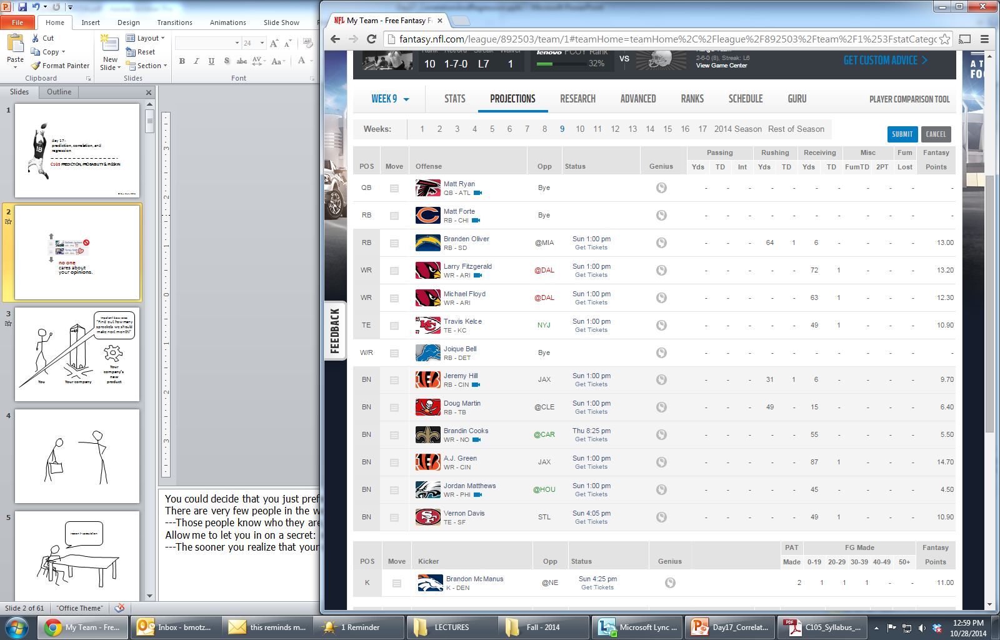 File Home Insert Design Transitions Animations Slide Show
Paste Cut Copy Format Painter
New Slide Layout Reset Section
24
B I U S abc AV Aa A
Clipboard Slides Font
Slides Outline
1
day 17:
prediction, correlation, and
regression
C105 PREDICTION, PROBABILITY & PIGSKIN
2
no one
cares about
your opinions.
3
"Find out how many
sprockets we should
make next month!"
You Your company Your company's new product
4
5
You could decide that you just pref
There are very few people in the w
---Those people know who they are
Allow me to let you in on a secret:
---The sooner you realize that your
Slide 2 of 61 "Office Theme"
NFL My Team - Free Fantasy F
fantasy.nfl.com/league/892503/team/1#teamHome=teamHome%2C%2Fleague%2F892503%2Fteam%2F1%253FstatCateg
10 1-7-0 L7 1
lenovo FCOY Rank
32%
VS
2-6-0 (8), Streak: L6
View Game Center
GET CUSTOM ADVICE >
A T
FOO
WEEK 9 STATS PROJECTIONS RESEARCH ADVANCED RANKS SCHEDULE GURU PLAYER COMPARISON TOOL
Weeks: 1 2 3 4 5 6 7 8 9 10 11 12 13 14 15 16 17 2014 Season Rest of Season
SUBMIT CANCEL
Passing Rushing Receiving Misc Fum Fantasy
POS Move Offense Opp Status Genius Yds TD Int Yds TD Yds TD FumTD 2PT Lost Points
QB Matt Ryan Bye - - - - - - - - - - -
QB - ATL
RB Matt Forte Bye - - - - - - - - - - -
RB - CHI
RB Branden Oliver @MIA Sun 1:00 pm - - - 64 1 6 - - - - 13.00
RB - SD Get Tickets
WR Larry Fitzgerald @DAL Sun 1:00 pm - - - - - 72 1 - - - 13.20
WR - ARI Get Tickets
WR Michael Floyd @DAL Sun 1:00 pm - - - - - 63 1 - - - 12.30
WR - ARI Get Tickets
TE Travis Kelce NYJ Sun 1:00 pm - - - - - 49 1 - - - 10.90
TE - KC Get Tickets
W/R Joique Bell Bye - - - - - - - - - - -
RB - DET
BN Jeremy Hill JAX Sun 1:00 pm - - - 31 1 6 - - - - 9.70
RB - CIN Get Tickets
BN Doug Martin @CLE Sun 1:00 pm - - - 49 - 15 - - - - 6.40
RB - TB Get Tickets
BN Brandin Cooks @CAR Thu 8:25 pm - - - - - 55 - - - - 5.50
WR - NO Get Tickets
BN A.J. Green JAX Sun 1:00 pm - - - - - 87 1 - - - 14.70
WR - CIN Get Tickets
BN Jordan Matthews @HOU Sun 1:00 pm - - - - - 45 - - - - 4.50
WR - PHI Get Tickets
BN Vernon Davis STL Sun 4:05 pm - - - - - 49 1 - - - 10.90
TE - SF Get Tickets
PAT FG Made Fantasy
POS Move Kicker Opp Status Genius Made 0-19 20-29 30-39 40-49 50+ Points
K Brandon McManus @NE Sun 4:25 pm 2 1 1 1 - - 11.00
K - DEN Get Tickets
FEEDBACK
My Team - Fre... Inbox - bmotz... this reminds m... 1 Reminder LECTURES Fall - 2014 Microsoft Lync ... Day17_Correlat... C105_Syllabus_...
12:59 PM
10/28/2014